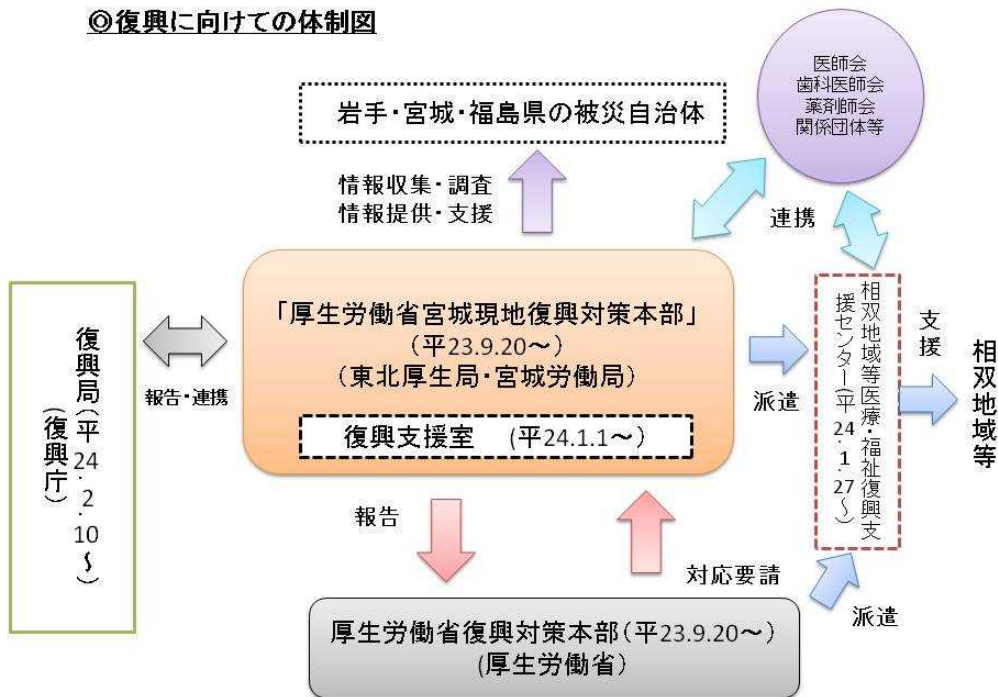 ◎復興に向けての体制図
医師会
歯科医師会
薬剤師会
関係団体等
岩手・宮城・福島県の被災自治体
情報収集・調査
情報提供・支援
連携
「厚生労働省宮城現地復興対策本部」
(平23.9.20～)
(東北厚生局・宮城労働局)
復興支援室 (平24.1.1～)
復興局(平24.2.10～)
(復興庁)
報告・連携
派遣
相双地域等医療・福祉復興支
援センター(平24.1.27～)
支援
相双地域等
報告
対応要請
派遣
厚生労働省復興対策本部(平23.9.20～)
(厚生労働省)